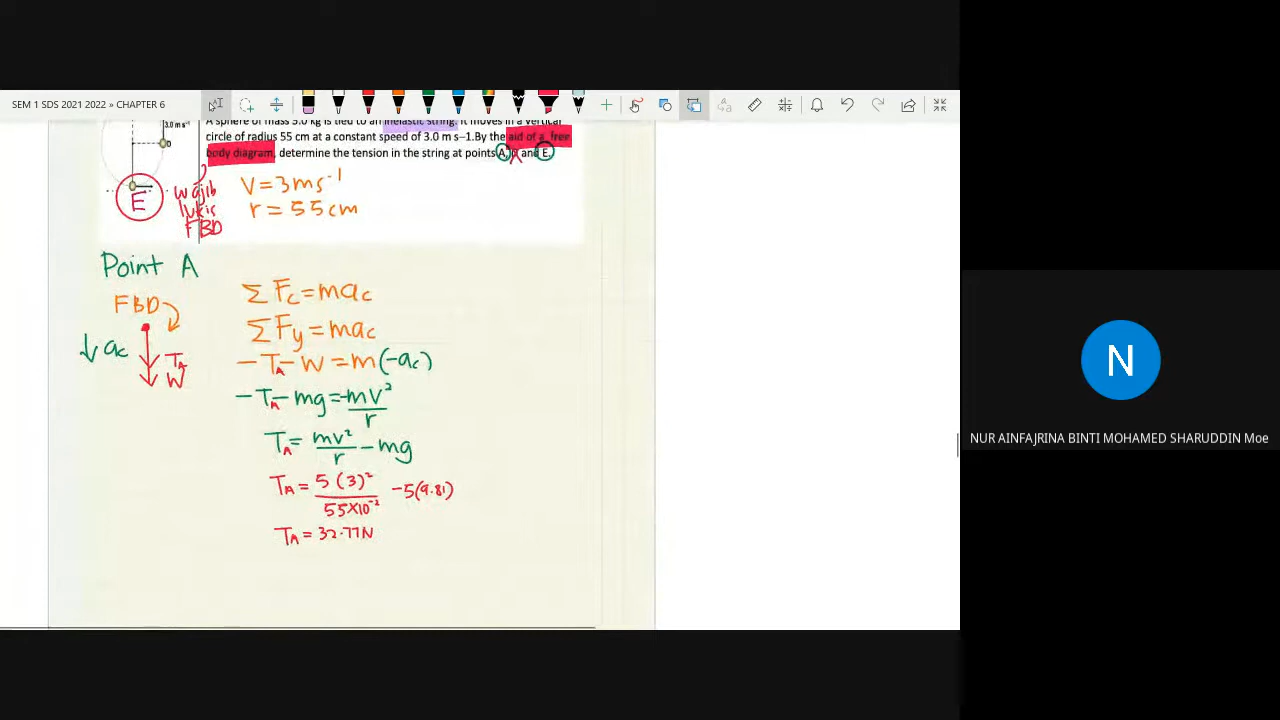 SEM 1 SDS 2021 2022 » CHAPTER 6
A sphere of mass 5.0 kg is tied to an inelastic string. It moves in a vertical
circle of radius 55 cm at a constant speed of 3.0 m s–1.By the aid of a free
body diagram, determine the tension in the string at points A, and E.
3.0 m s⁻¹
D
E
wajib
lukis
FBD
V = 3ms⁻¹
r = 55cm
Point A
FBD
↓ ac
TA
W
Σ Fc = mac
Σ Fy = mac
- TA - W = m(-ac)
- TA - mg = -mv²/r
TA = mv²/r - mg
TA = 5(3)²/55×10⁻² - 5(9.81)
TA = 32.77N
N
NUR AINFAJRINA BINTI MOHAMED SHARUDDIN Moe